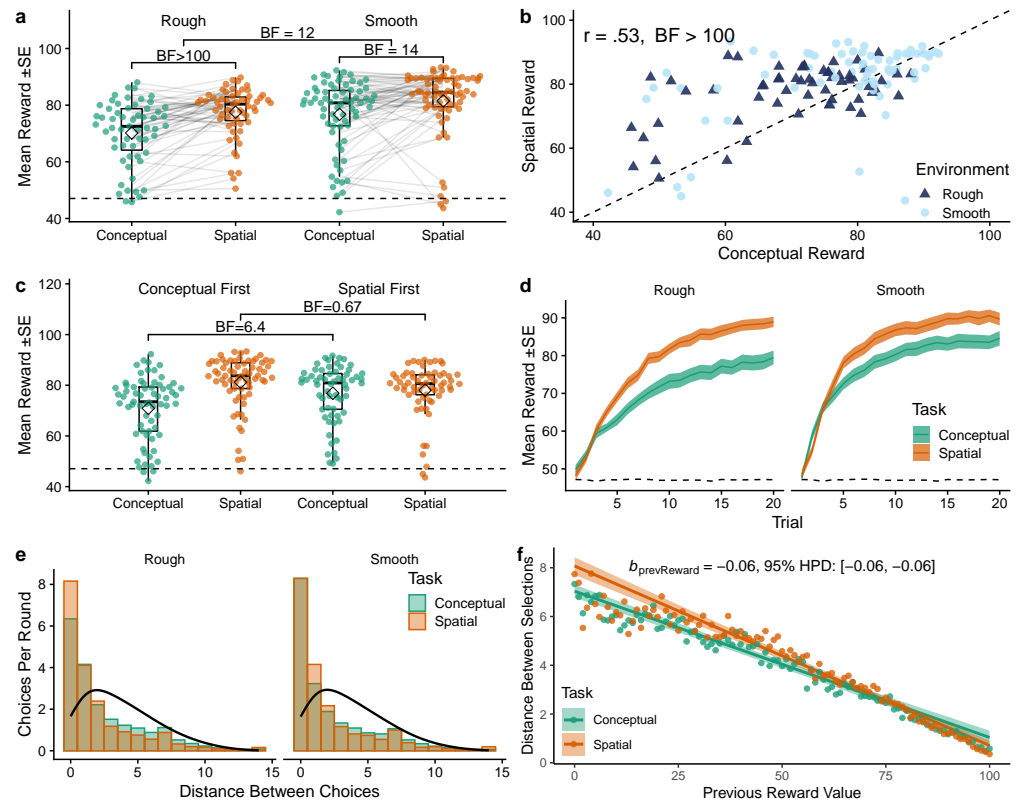 a
Rough
Smooth
BF = 12
BF>100
BF = 14
Mean Reward ±SE
100
80
60
40
Conceptual
Spatial
Conceptual
Spatial
b
r = .53, BF > 100
Spatial Reward
100
80
60
40
Environment
Rough
Smooth
40
60
80
100
Conceptual Reward
c
Conceptual First
Spatial First
BF=0.67
BF=6.4
Mean Reward ±SE
120
100
80
60
40
Conceptual
Spatial
Conceptual
Spatial
d
Rough
Smooth
Mean Reward ±SE
90
80
70
60
50
Task
Conceptual
Spatial
5
10
15
20
5
10
15
20
Trial
e
Rough
Smooth
Choices Per Round
8
6
4
2
0
Task
Conceptual
Spatial
0
5
10
15
0
5
10
15
Distance Between Choices
f
b prevReward = −0.06, 95% HPD: [−0.06, −0.06]
Distance Between Selections
8
6
4
2
0
Task
Conceptual
Spatial
0
25
50
75
100
Previous Reward Value